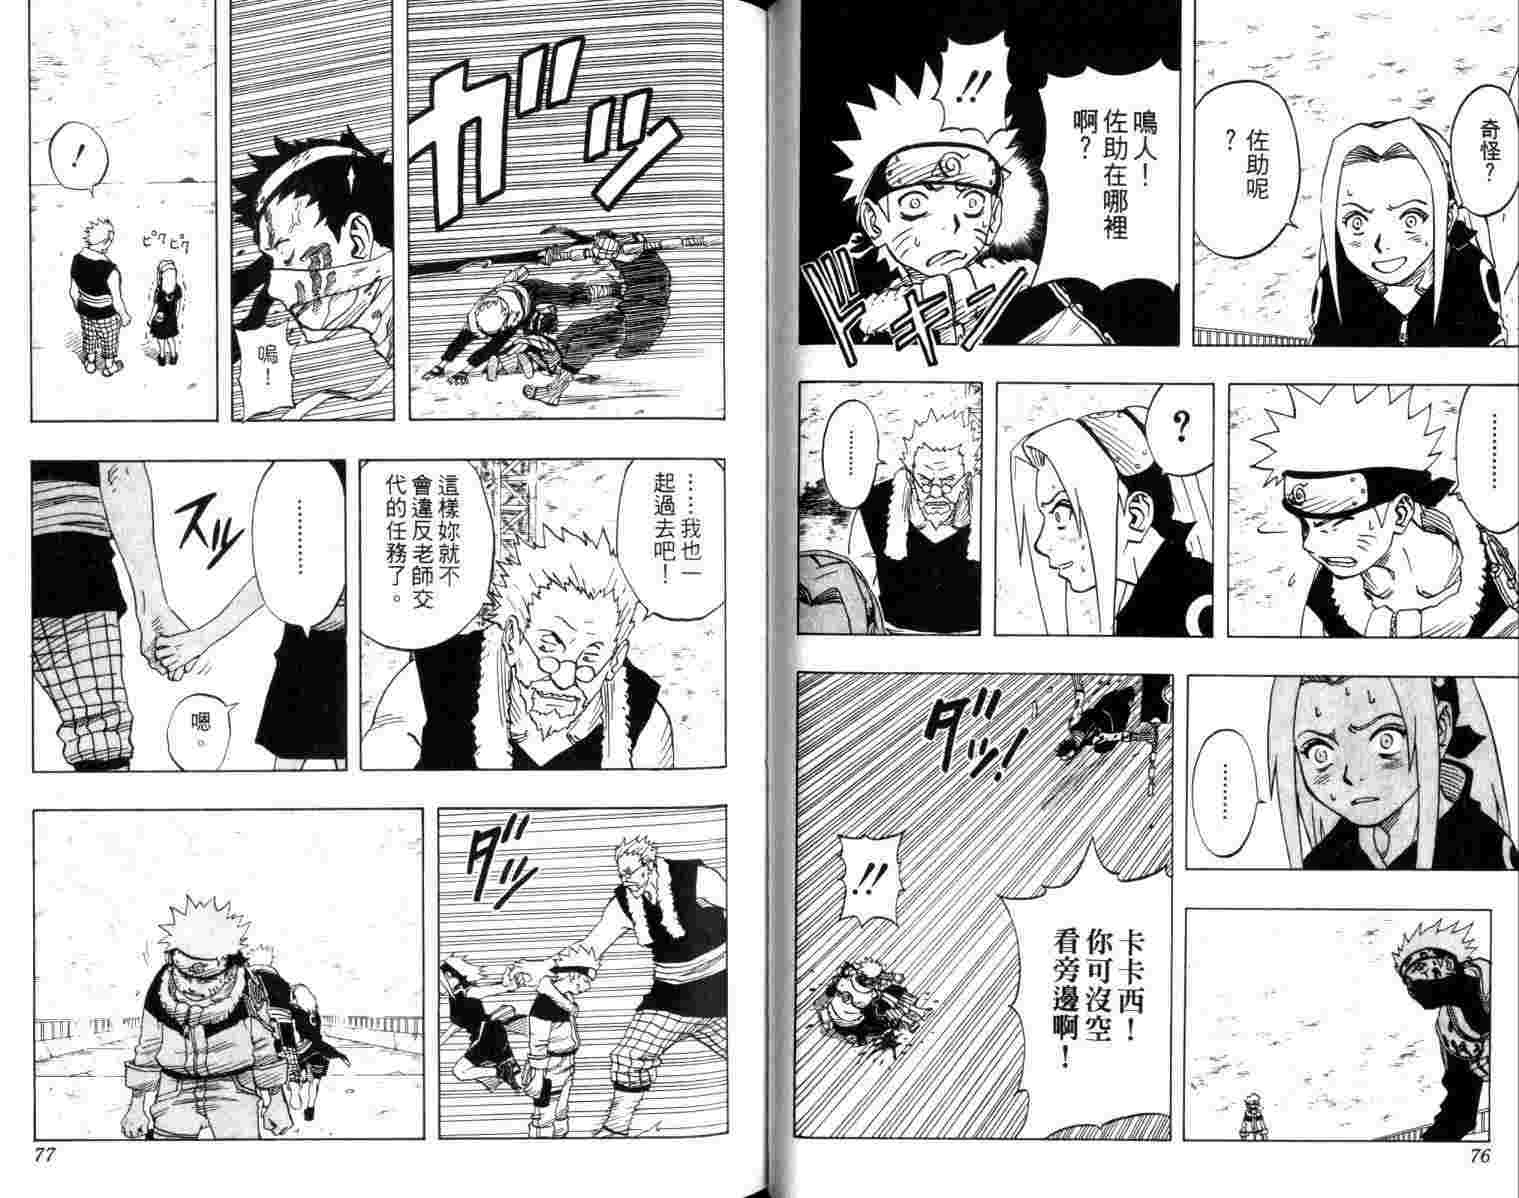 奇怪?
佐助呢
?
鳴人!
佐助在哪裡
啊?
!!
ドキン
………
?
………
………
卡卡西!
你可沒空
看旁邊啊!
!!
ダッ!
76
ガッ
嗚!
!
ピクピク
……我也一
起過去吧!
這樣妳就不
會違反老師交
代的任務了。
…………
スルッ
嗯。
ダッ
77